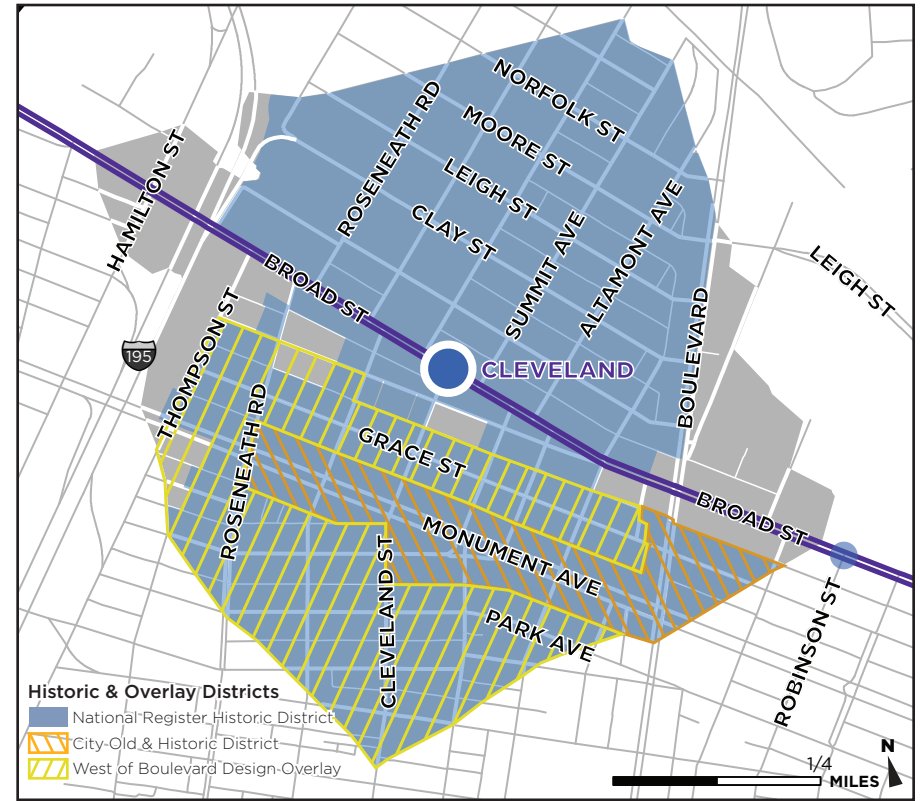 NORFOLK ST
MOORE ST
LEIGH ST
CLAY ST
ROSENEATH RD
SUMMIT AVE
ALTAMONT AVE
HAMILTON ST
LEIGH ST
BROAD ST
BOULEVARD
THOMPSON ST
195
CLEVELAND
ROSENEATH RD
GRACE ST
MONUMENT AVE
BROAD ST
CLEVELAND ST
PARK AVE
ROBINSON ST
Historic & Overlay Districts
National Register Historic District
City Old & Historic District
West of Boulevard Design Overlay
N
1/4
MILES